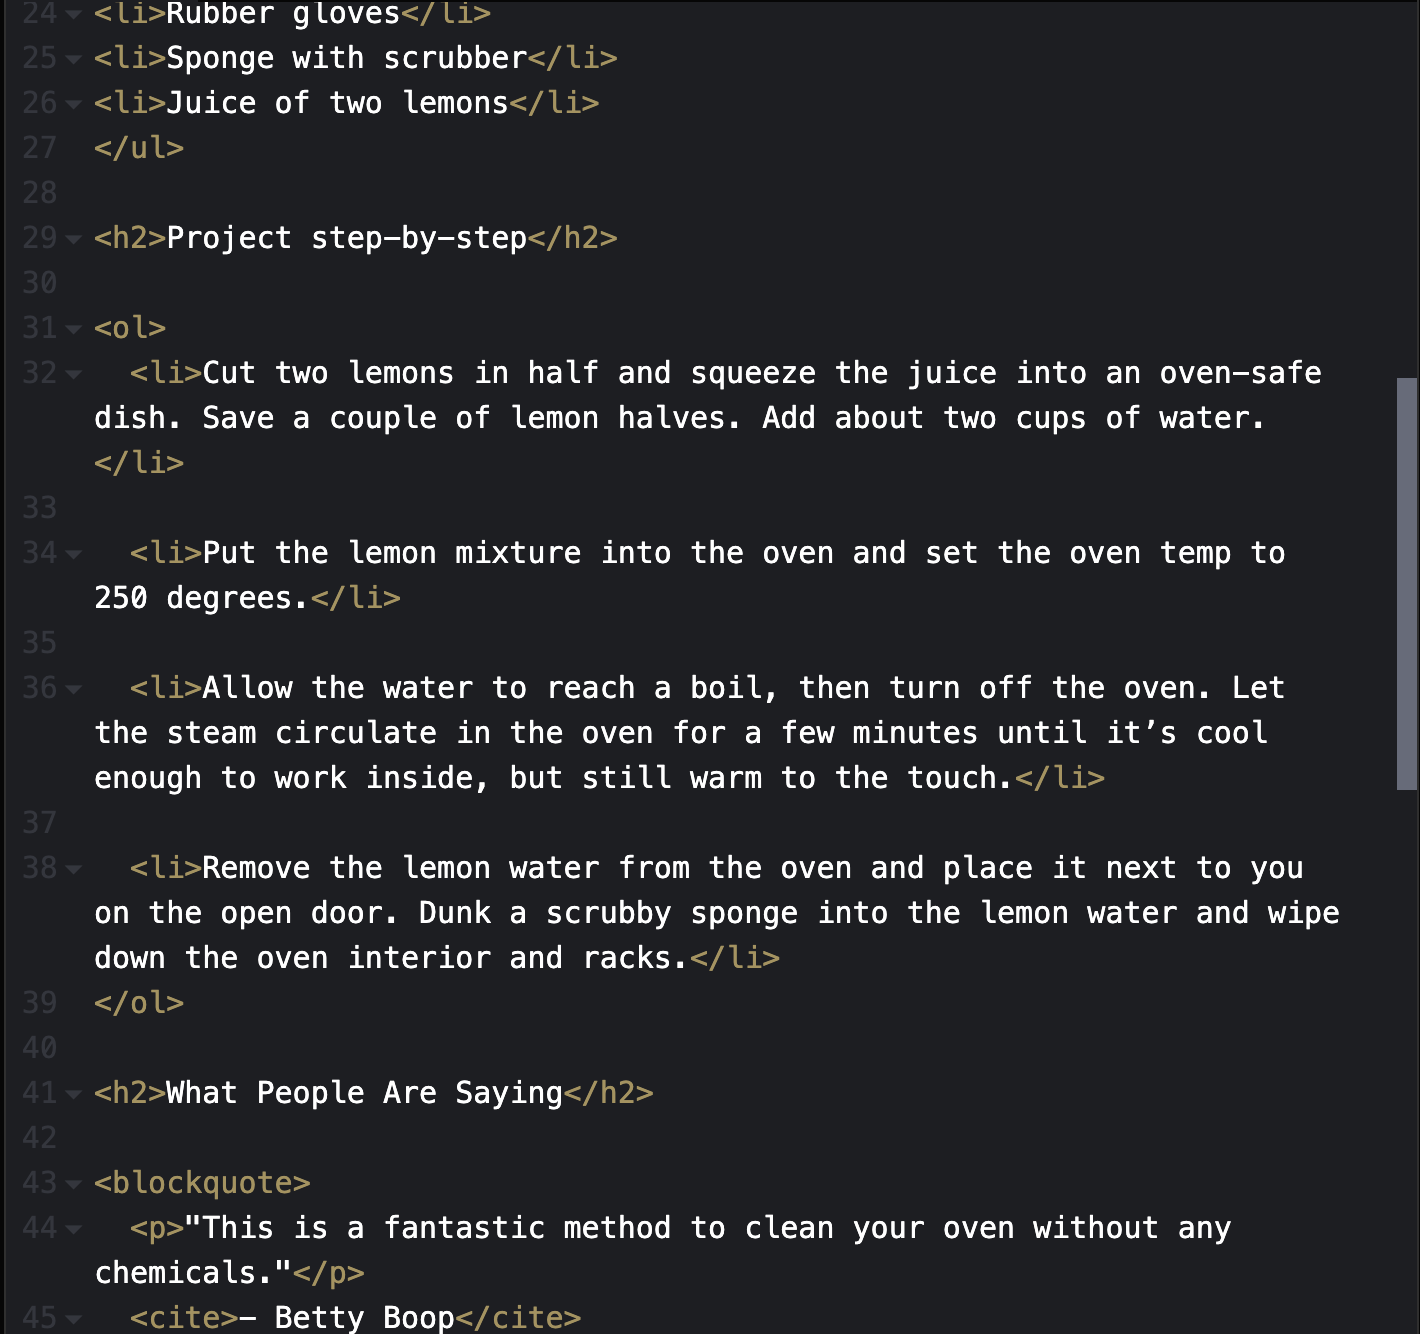 24 <li>Rubber gloves</li>
25 <li>Sponge with scrubber</li>
26 <li>Juice of two lemons</li>
27 </ul>
28
29 <h2>Project step-by-step</h2>
30
31 <ol>
32 <li>Cut two lemons in half and squeeze the juice into an oven-safe
dish. Save a couple of lemon halves. Add about two cups of water.
</li>
33
34 <li>Put the lemon mixture into the oven and set the oven temp to
250 degrees.</li>
35
36 <li>Allow the water to reach a boil, then turn off the oven. Let
the steam circulate in the oven for a few minutes until it’s cool
enough to work inside, but still warm to the touch.</li>
37
38 <li>Remove the lemon water from the oven and place it next to you
on the open door. Dunk a scrubby sponge into the lemon water and wipe
down the oven interior and racks.</li>
39 </ol>
40
41 <h2>What People Are Saying</h2>
42
43 <blockquote>
44 <p>"This is a fantastic method to clean your oven without any
chemicals."</p>
45 <cite>- Betty Boop</cite>